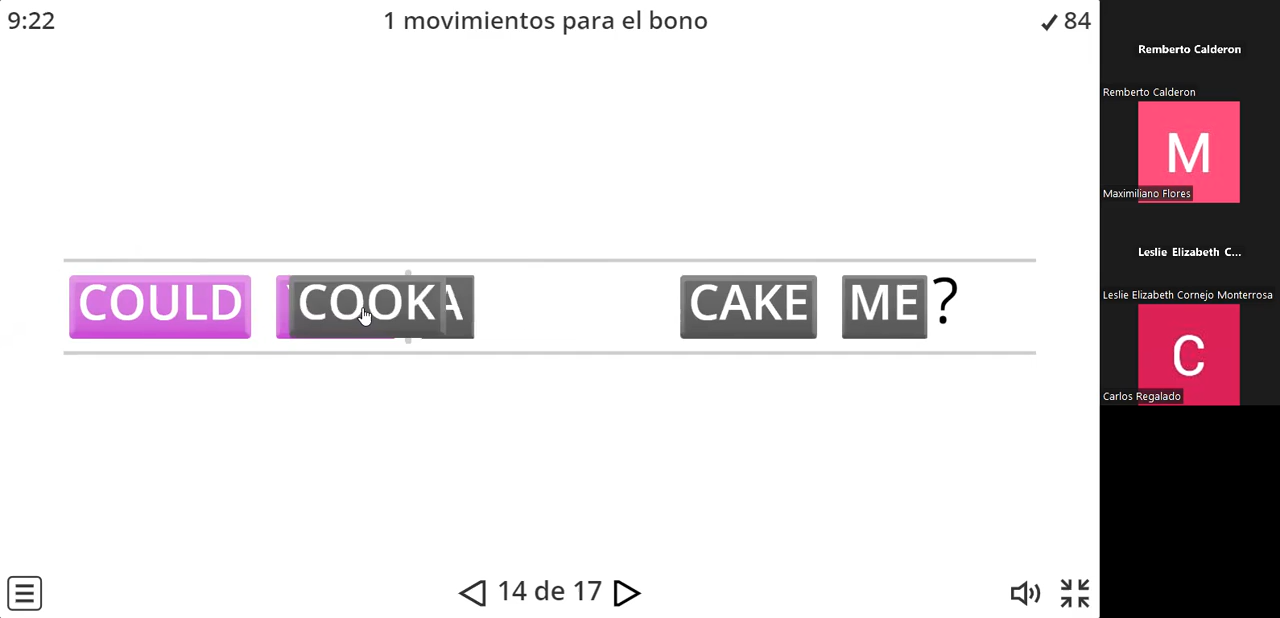 9:22
1 movimientos para el bono
84
COULD COOK A CAKE ME ?
14 de 17
Remberto Calderon
Remberto Calderon
M
Maximiliano Flores
Leslie Elizabeth C...
Leslie Elizabeth Cornejo Monterrosa
C
Carlos Regalado